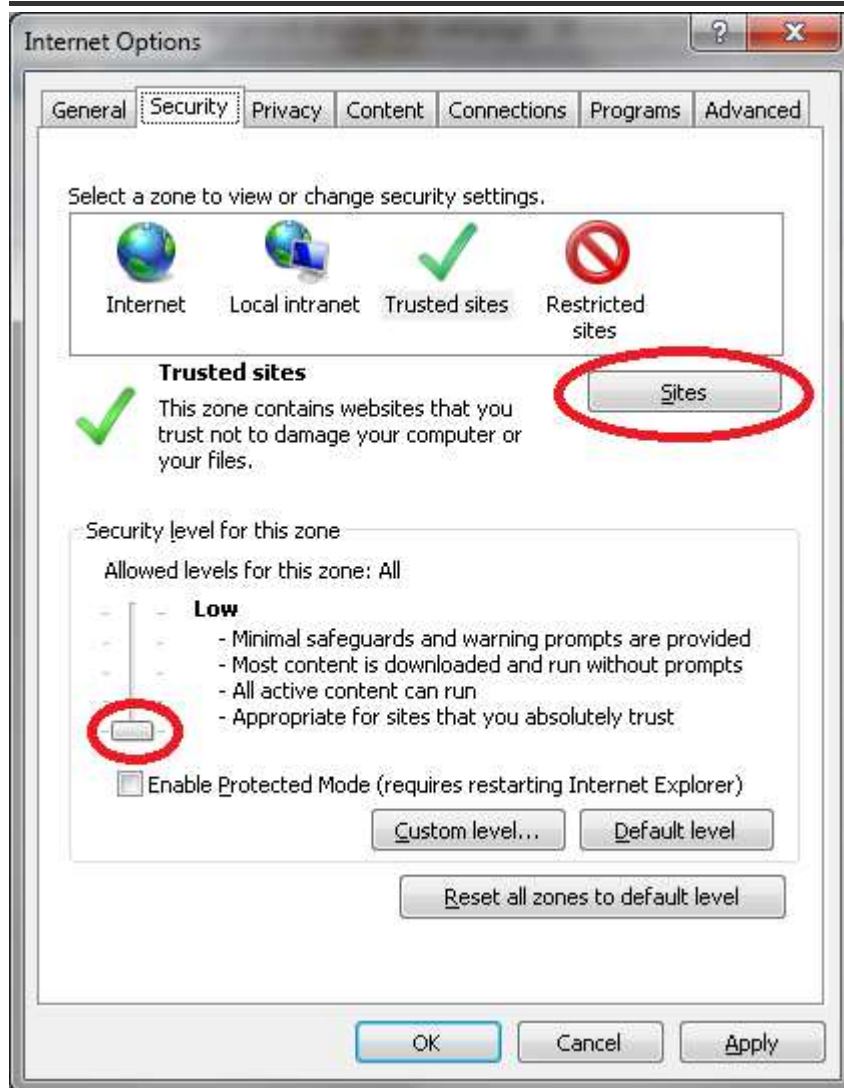 Internet Options
General Security Privacy Content Connections Programs Advanced
Select a zone to view or change security settings.
Internet Local intranet Trusted sites Restricted sites
Trusted sites
Sites
This zone contains websites that you
trust not to damage your computer or
your files.
Security level for this zone
Allowed levels for this zone: All
Low
- Minimal safeguards and warning prompts are provided
- Most content is downloaded and run without prompts
- All active content can run
- Appropriate for sites that you absolutely trust
Enable Protected Mode (requires restarting Internet Explorer)
Custom level... Default level
Reset all zones to default level
OK Cancel Apply